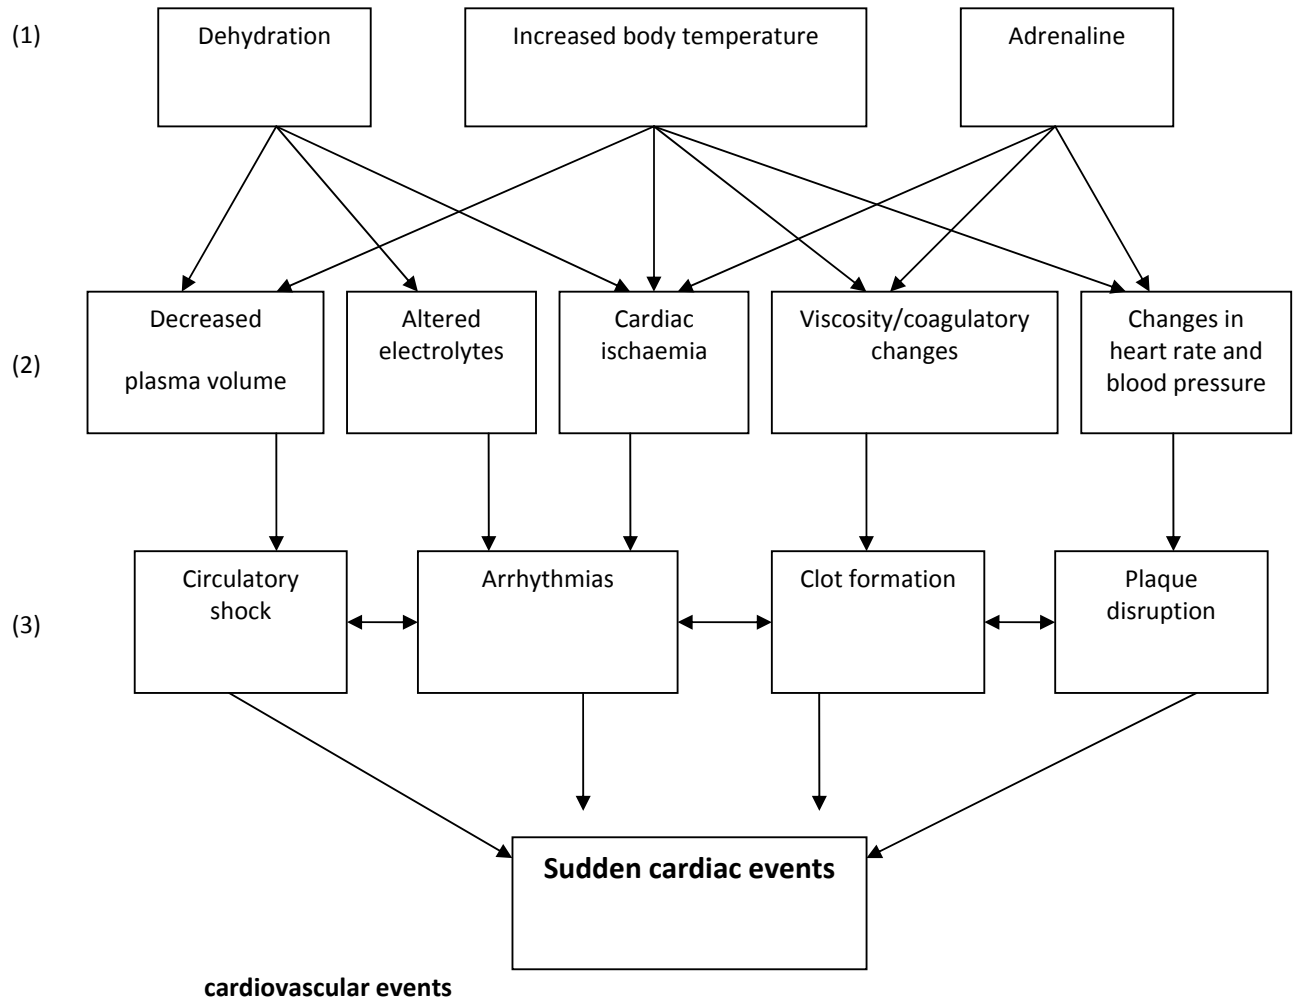 (1)
Dehydration
Increased body temperature
Adrenaline
(2)
Decreased
plasma volume
Altered
electrolytes
Cardiac
ischaemia
Viscosity/coagulatory
changes
Changes in
heart rate and
blood pressure
(3)
Circulatory
shock
Arrhythmias
Clot formation
Plaque
disruption
Sudden cardiac events
cardiovascular events